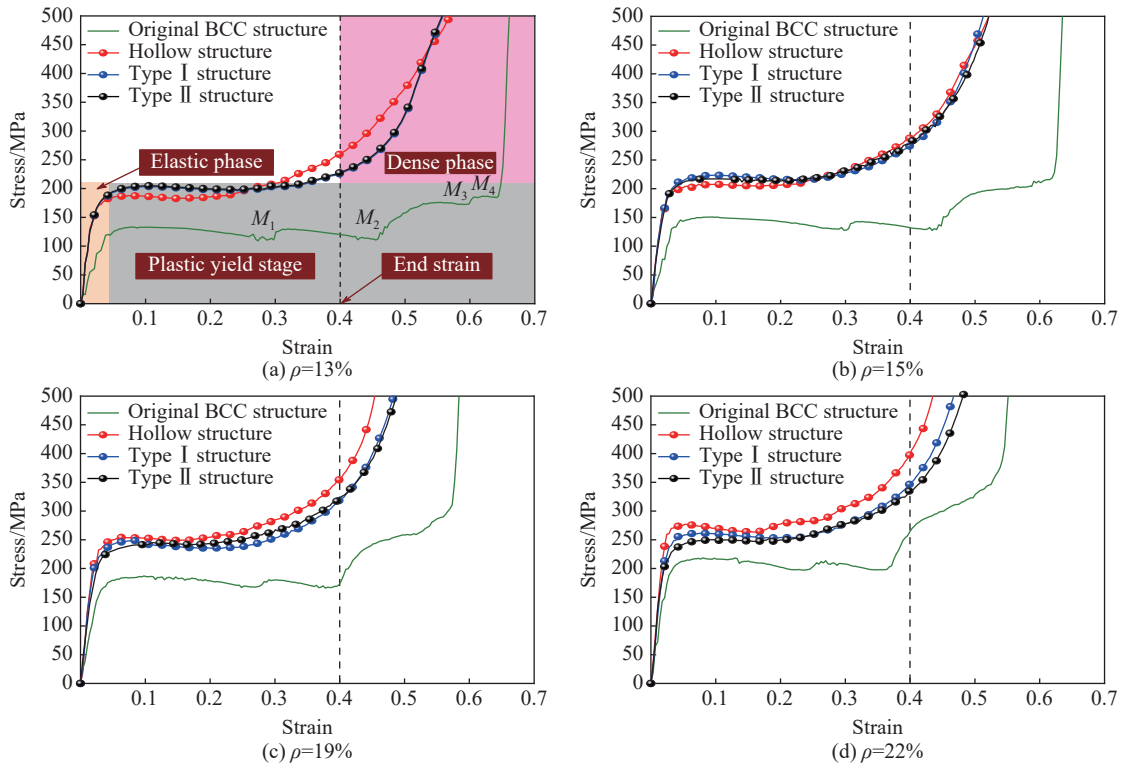 500
450
400
350
300
250
200
150
100
50
0
Stress/MPa
Original BCC structure
Hollow structure
Type Ⅰ structure
Type Ⅱ structure
Elastic phase
Dense phase
M1
M2
M3
M4
Plastic yield stage
End strain
0.1 0.2 0.3 0.4 0.5 0.6 0.7
Strain
(a) ρ=13%
500
450
400
350
300
250
200
150
100
50
0
Stress/MPa
Original BCC structure
Hollow structure
Type Ⅰ structure
Type Ⅱ structure
0.1 0.2 0.3 0.4 0.5 0.6 0.7
Strain
(b) ρ=15%
500
450
400
350
300
250
200
150
100
50
0
Stress/MPa
Original BCC structure
Hollow structure
Type Ⅰ structure
Type Ⅱ structure
0.1 0.2 0.3 0.4 0.5 0.6 0.7
Strain
(c) ρ=19%
500
450
400
350
300
250
200
150
100
50
0
Stress/MPa
Original BCC structure
Hollow structure
Type Ⅰ structure
Type Ⅱ structure
0.1 0.2 0.3 0.4 0.5 0.6 0.7
Strain
(d) ρ=22%